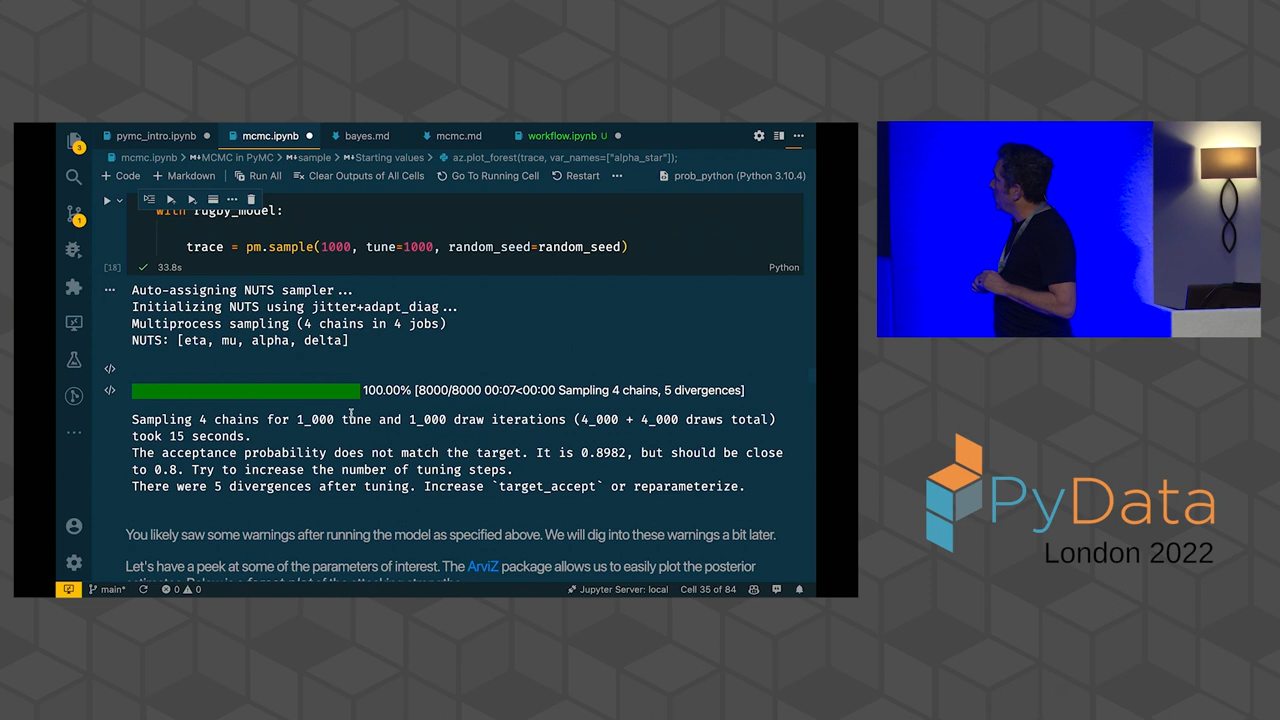 pymc_intro.ipynb
mcmc.ipynb
bayes.md
mcmc.md
workflow.ipynb U
mcmc.ipynb > MCMC in PyMC > sample > Starting values > az.plot_forest(trace, var_names=["alpha_star"]);
+ Code
+ Markdown
Run All
Clear Outputs of All Cells
Go To Running Cell
Restart
prob_python (Python 3.10.4)
with rugby_model:
trace = pm.sample(1000, tune=1000, random_seed=random_seed)
[18]
33.8s
Python
Auto-assigning NUTS sampler...
Initializing NUTS using jitter+adapt_diag...
Multiprocess sampling (4 chains in 4 jobs)
NUTS: [eta, mu, alpha, delta]
100.00% [8000/8000 00:07<00:00 Sampling 4 chains, 5 divergences]
Sampling 4 chains for 1_000 tune and 1_000 draw iterations (4_000 + 4_000 draws total)
took 15 seconds.
The acceptance probability does not match the target. It is 0.8982, but should be close
to 0.8. Try to increase the number of tuning steps.
There were 5 divergences after tuning. Increase `target_accept` or reparameterize.
You likely saw some warnings after running the model as specified above. We will dig into these warnings a bit later.
Let's have a peek at some of the parameters of interest. The ArviZ package allows us to easily plot the posterior
3
1
main*
0
0
Jupyter Server: local
Cell 35 of 84
PyData
London 2022